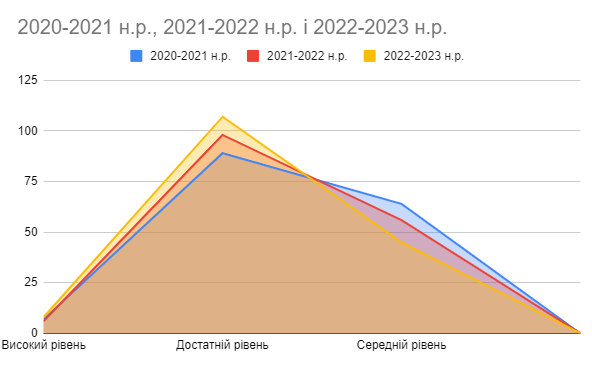 2020-2021 н.р., 2021-2022 н.р. і 2022-2023 н.р.
2020-2021 н.р. 2021-2022 н.р. 2022-2023 н.р.
125
100
75
50
25
0
Високий рівень Достатній рівень Середній рівень